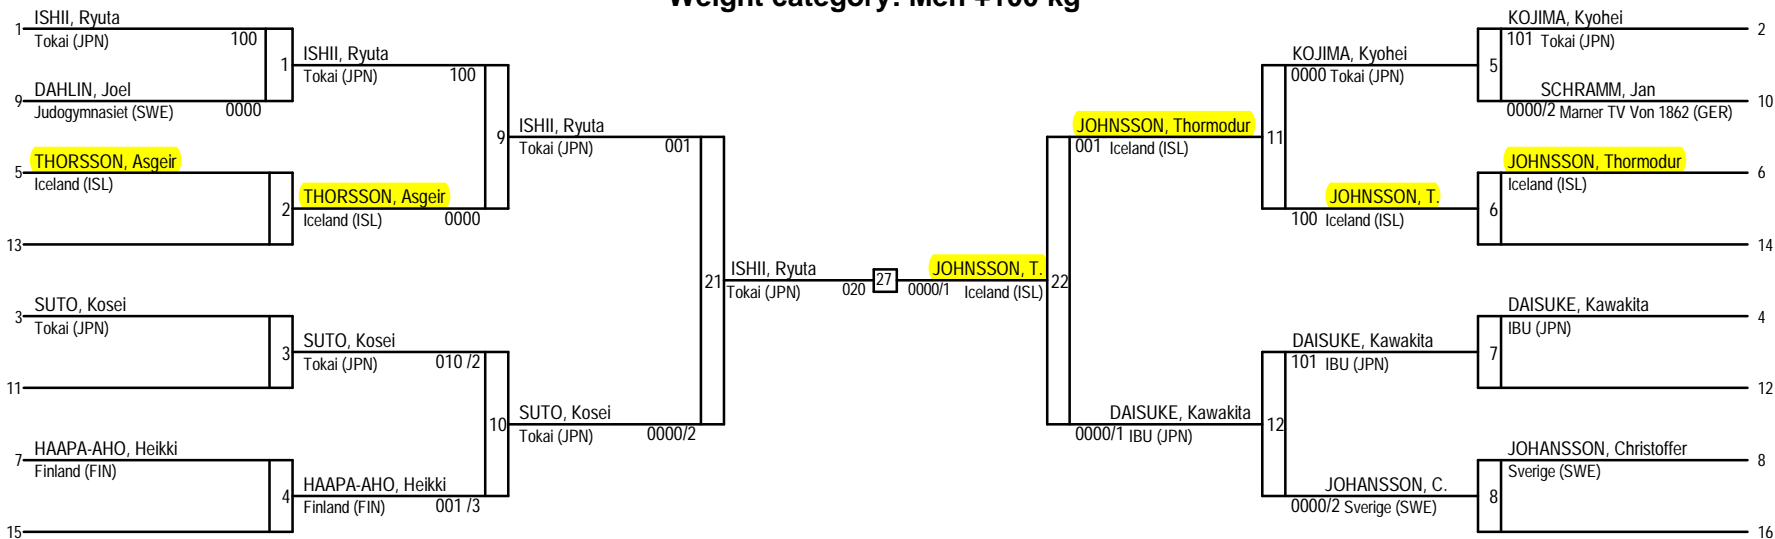 Weight category: Men +100 kg
ISHII, Ryuta
1
Tokai (JPN) 100
1
DAHLIN, Joel
9
Judogymnasiet (SWE) 0000
ISHII, Ryuta
Tokai (JPN) 100
THORSSON, Asgeir
5
Iceland (ISL)
2
13
THORSSON, Asgeir
Iceland (ISL) 0000
9
ISHII, Ryuta
Tokai (JPN) 001
SUTO, Kosei
3
Tokai (JPN)
3
11
SUTO, Kosei
Tokai (JPN) 010 /2
HAAPA-AHO, Heikki
7
Finland (FIN)
4
15
HAAPA-AHO, Heikki
Finland (FIN) 001 /3
10
SUTO, Kosei
Tokai (JPN) 0000/2
21
ISHII, Ryuta
Tokai (JPN) 020
27
JOHNSSON, T.
0000/1 Iceland (ISL)
22
JOHNSSON, Thormodur
001 Iceland (ISL)
11
KOJIMA, Kyohei
0000 Tokai (JPN)
5
KOJIMA, Kyohei
2
101 Tokai (JPN)
SCHRAMM, Jan
10
0000/2 Marner TV Von 1862 (GER)
JOHNSSON, T.
100 Iceland (ISL)
6
JOHNSSON, Thormodur
6
Iceland (ISL)
14
DAISUKE, Kawakita
0000/1 IBU (JPN)
12
DAISUKE, Kawakita
101 IBU (JPN)
7
DAISUKE, Kawakita
4
IBU (JPN)
12
JOHANSSON, C.
0000/2 Sverige (SWE)
8
JOHANSSON, Christoffer
8
Sverige (SWE)
16